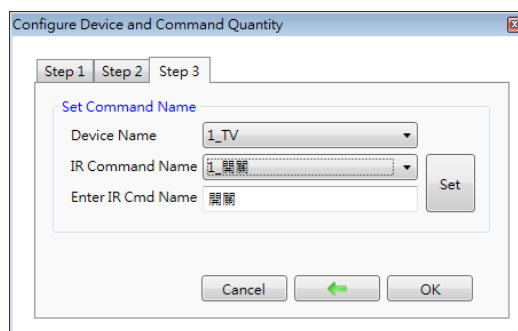 Configure Device and Command Quantity
Step 1 Step 2 Step 3
Set Command Name
Device Name 1_TV
IR Command Name 1_開關
Set
Enter IR Cmd Name 開關
Cancel OK